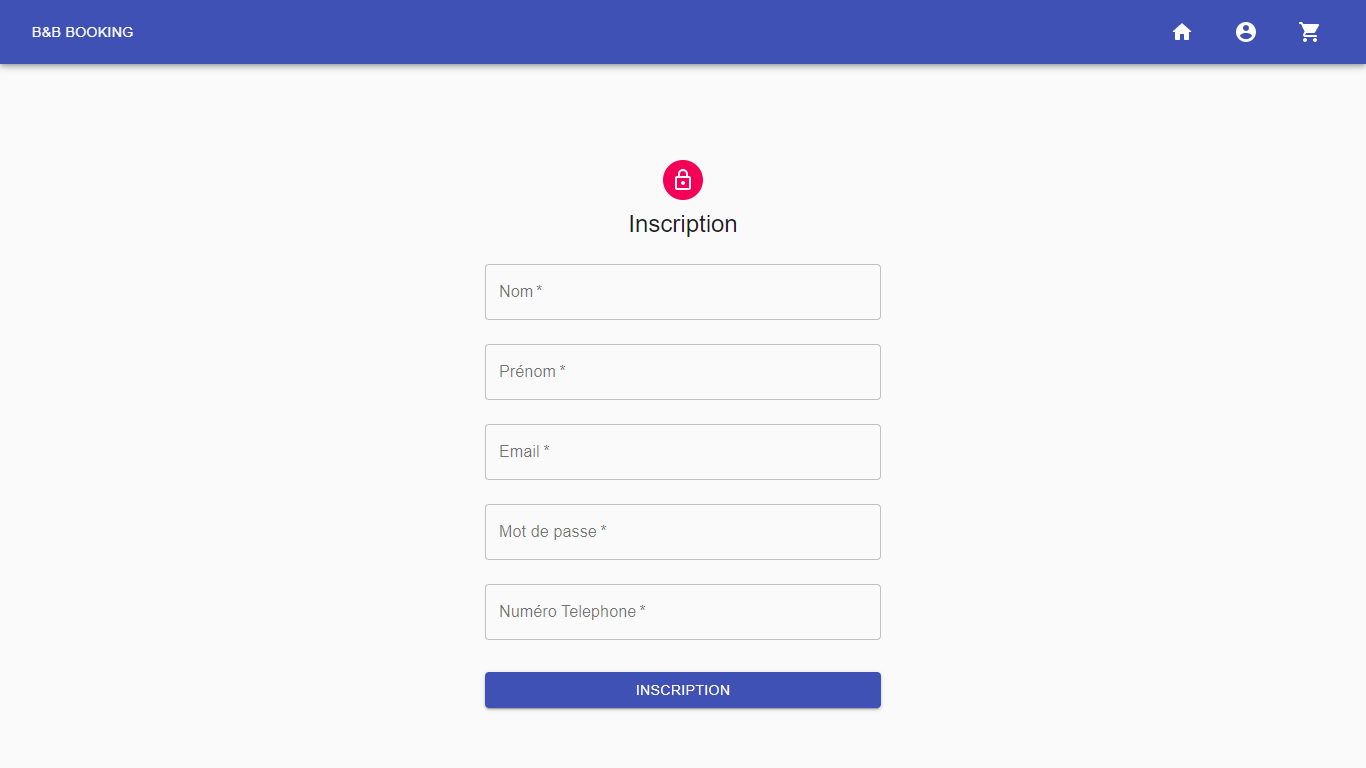 B&B BOOKING
Inscription
Nom *
Prénom *
Email *
Mot de passe *
Numéro Telephone *
INSCRIPTION